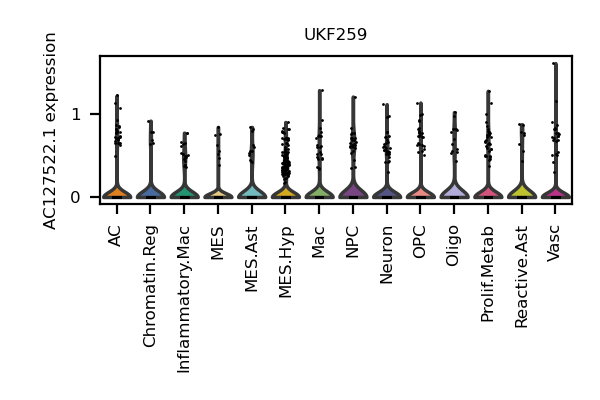 UKF259
AC127522.1 expression
1
0
AC
Chromatin.Reg
Inflammatory.Mac
MES
MES.Ast
MES.Hyp
Mac
NPC
Neuron
OPC
Oligo
Prolif.Metab
Reactive.Ast
Vasc